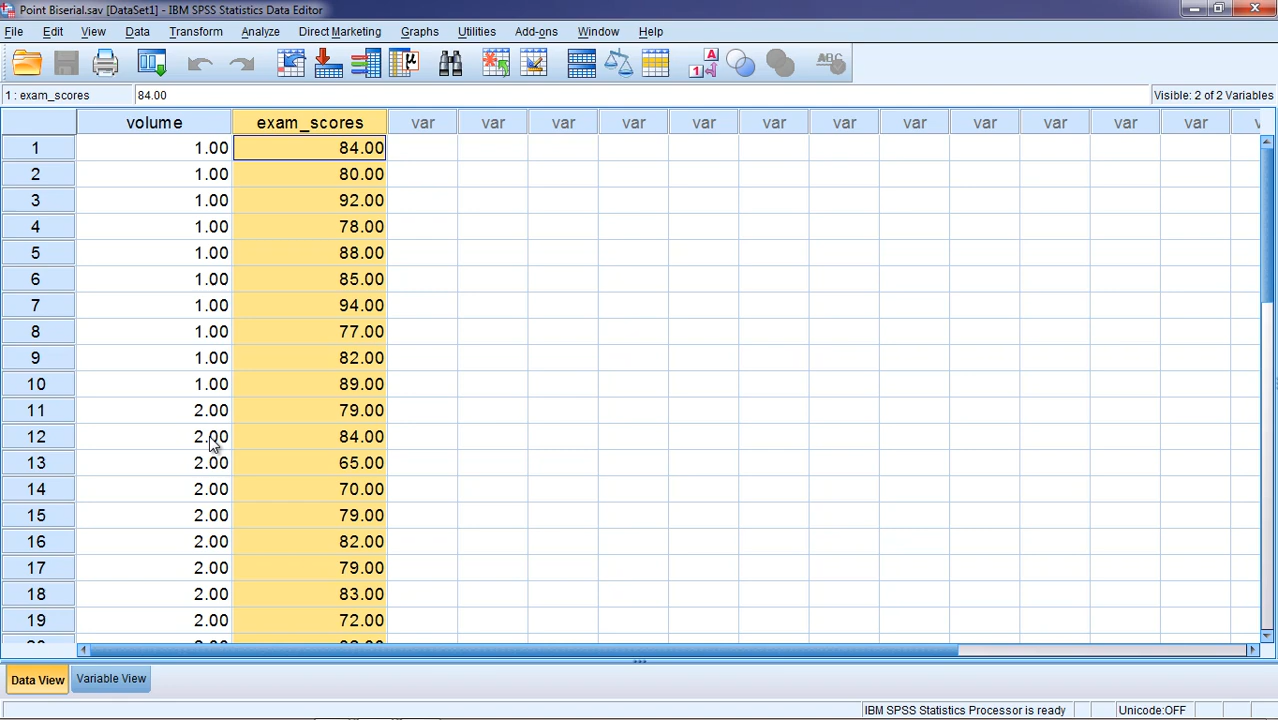 Point Biserial.sav [DataSet1] - IBM SPSS Statistics Data Editor
File Edit View Data Transform Analyze Direct Marketing Graphs Utilities Add-ons Window Help
1 : exam_scores 84.00 Visible: 2 of 2 Variables
volume exam_scores var var var var var var var var var var var var
1 1.00 84.00
2 1.00 80.00
3 1.00 92.00
4 1.00 78.00
5 1.00 88.00
6 1.00 85.00
7 1.00 94.00
8 1.00 77.00
9 1.00 82.00
10 1.00 89.00
11 2.00 79.00
12 2.00 84.00
13 2.00 65.00
14 2.00 70.00
15 2.00 79.00
16 2.00 82.00
17 2.00 79.00
18 2.00 83.00
19 2.00 72.00
Data View Variable View
IBM SPSS Statistics Processor is ready Unicode:OFF